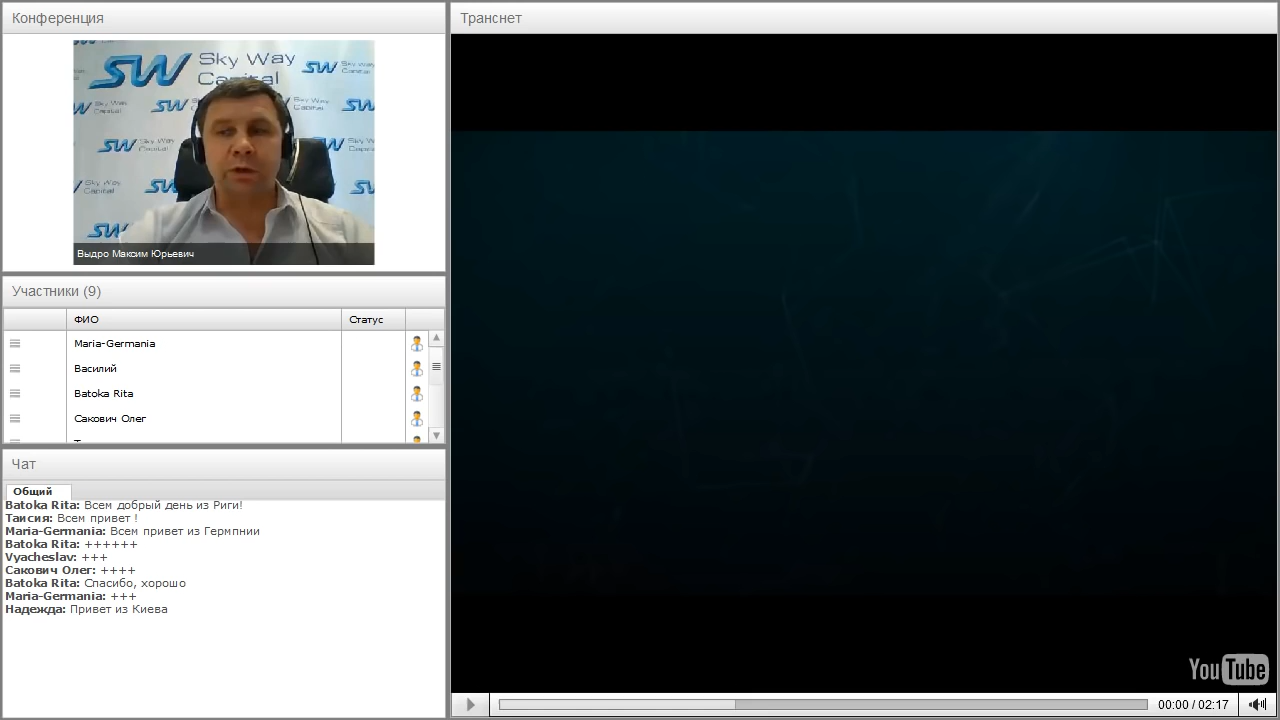 Конференция
SW Sky Way Capital
Выдро Максим Юрьевич
Участники (9)
ФИО Статус
Maria-Germania
Василий
Batoka Rita
Сакович Олег
Чат
Общий
Batoka Rita: Всем добрый день из Риги!
Таисия: Всем привет !
Maria-Germania: Всем привет из Гермпнии
Batoka Rita: ++++++
Vyacheslav: +++
Сакович Олег: ++++
Batoka Rita: Спасибо, хорошо
Maria-Germania: +++
Надежда: Привет из Киева
Транснет
YouTube
00:00 / 02:17